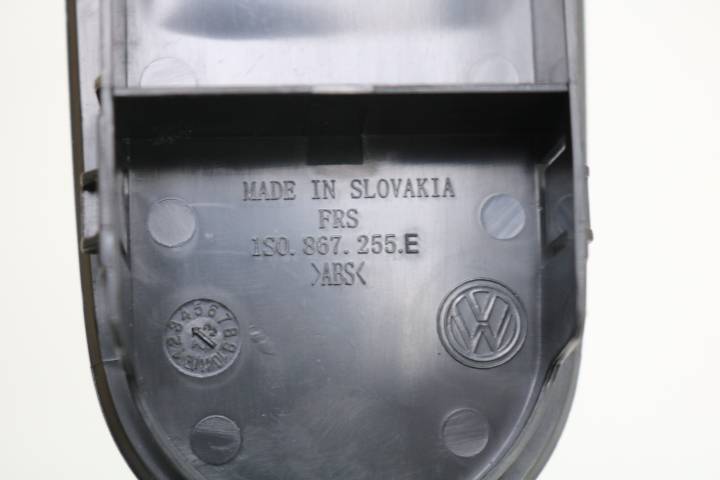 MADE IN SLOVAKIA
FRS
1S0.867.255.E
>ABS<